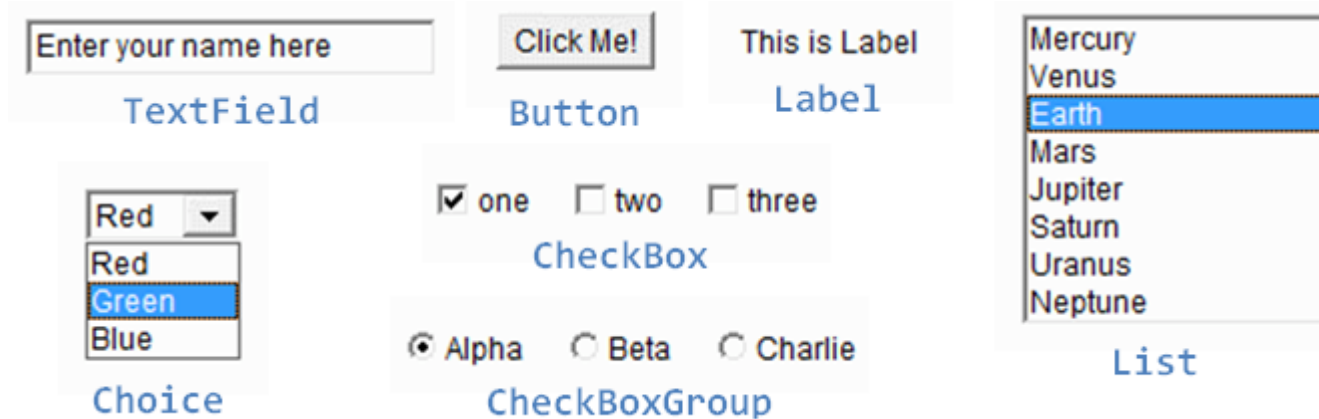 Enter your name here
TextField
Click Me!
Button
This is Label
Label
Mercury
Venus
Earth
Mars
Jupiter
Saturn
Uranus
Neptune
List
Red
Red
Green
Blue
Choice
one two three
CheckBox
Alpha Beta Charlie
CheckBoxGroup